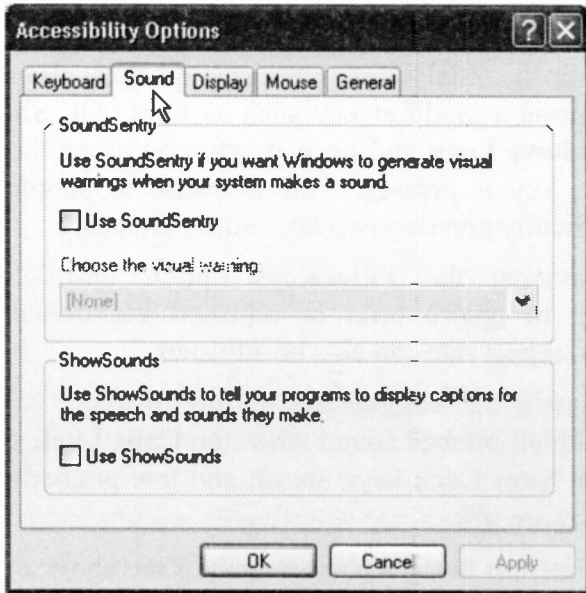 Accessibility Options
Keyboard Sound Display Mouse General
SoundSentry
Use SoundSentry if you want Windows to generate visual
warnings when your system makes a sound.
Use SoundSentry
Choose the visual warning
[None]
ShowSounds
Use ShowSounds to tell your programs to display captions for
the speech and sounds they make.
Use ShowSounds
OK Cancel Apply